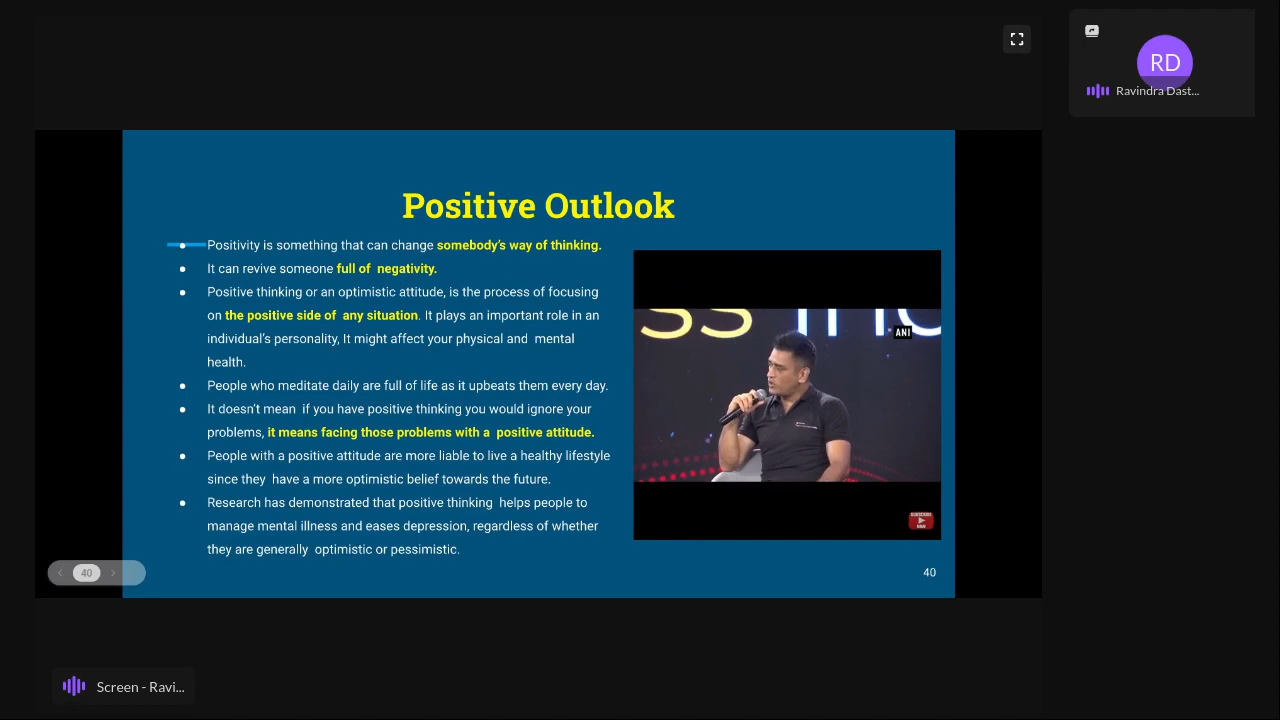 RD
Ravindra Dast...
Positive Outlook
Positivity is something that can change somebody's way of thinking.
It can revive someone full of negativity.
Positive thinking or an optimistic attitude, is the process of focusing
on the positive side of any situation. It plays an important role in an
individual's personality, It might affect your physical and mental
health.
People who meditate daily are full of life as it upbeats them every day.
It doesn't mean if you have positive thinking you would ignore your
problems, it means facing those problems with a positive attitude.
People with a positive attitude are more liable to live a healthy lifestyle
since they have a more optimistic belief towards the future.
Research has demonstrated that positive thinking helps people to
manage mental illness and eases depression, regardless of whether
they are generally optimistic or pessimistic.
ANI
SUBSCRIBE
NOW
40
40
Screen - Ravi...